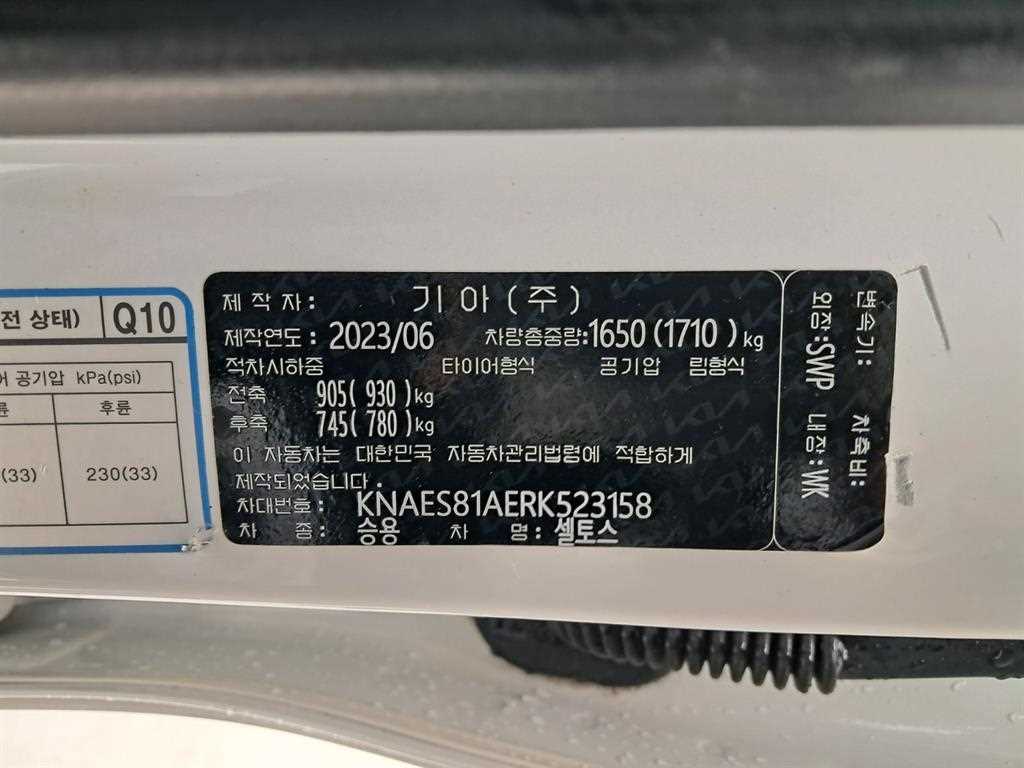 전 상태) Q10
어 공기압 kPa(psi)
륜 후륜
(33) 230(33)
제 작 자 : 기 아 ( 주 )
제작연도 : 2023/06 차량총중량:1650 (1710 ) kg
적차시하중 타이어형식 공기압 림형식
전축 905( 930 )kg
후축 745( 780 )kg
이 자동차는 대한민국 자동차관리법령에 적합하게
제작되었습니다.
차대번호 : KNAES81AERK523158
차 종 : 승용 차 명 : 셀토스
변속기: 차축비:
외장:SWP 내장:WK